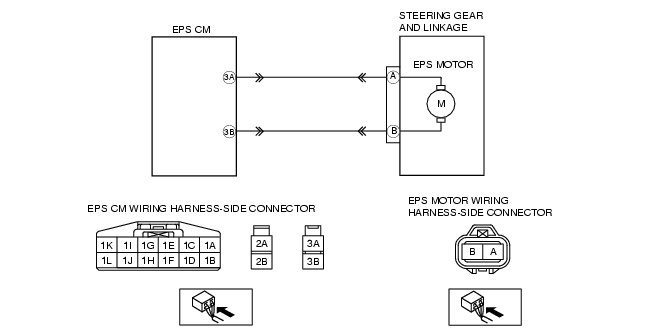 STEERING GEAR
AND LINKAGE
EPS CM
EPS MOTOR
3A
A
M
3B
B
EPS CM WIRING HARNESS-SIDE CONNECTOR
1K 1I 1G 1E 1C 1A
1L 1J 1H 1F 1D 1B
2A
2B
3A
3B
EPS MOTOR WIRING
HARNESS-SIDE CONNECTOR
B A